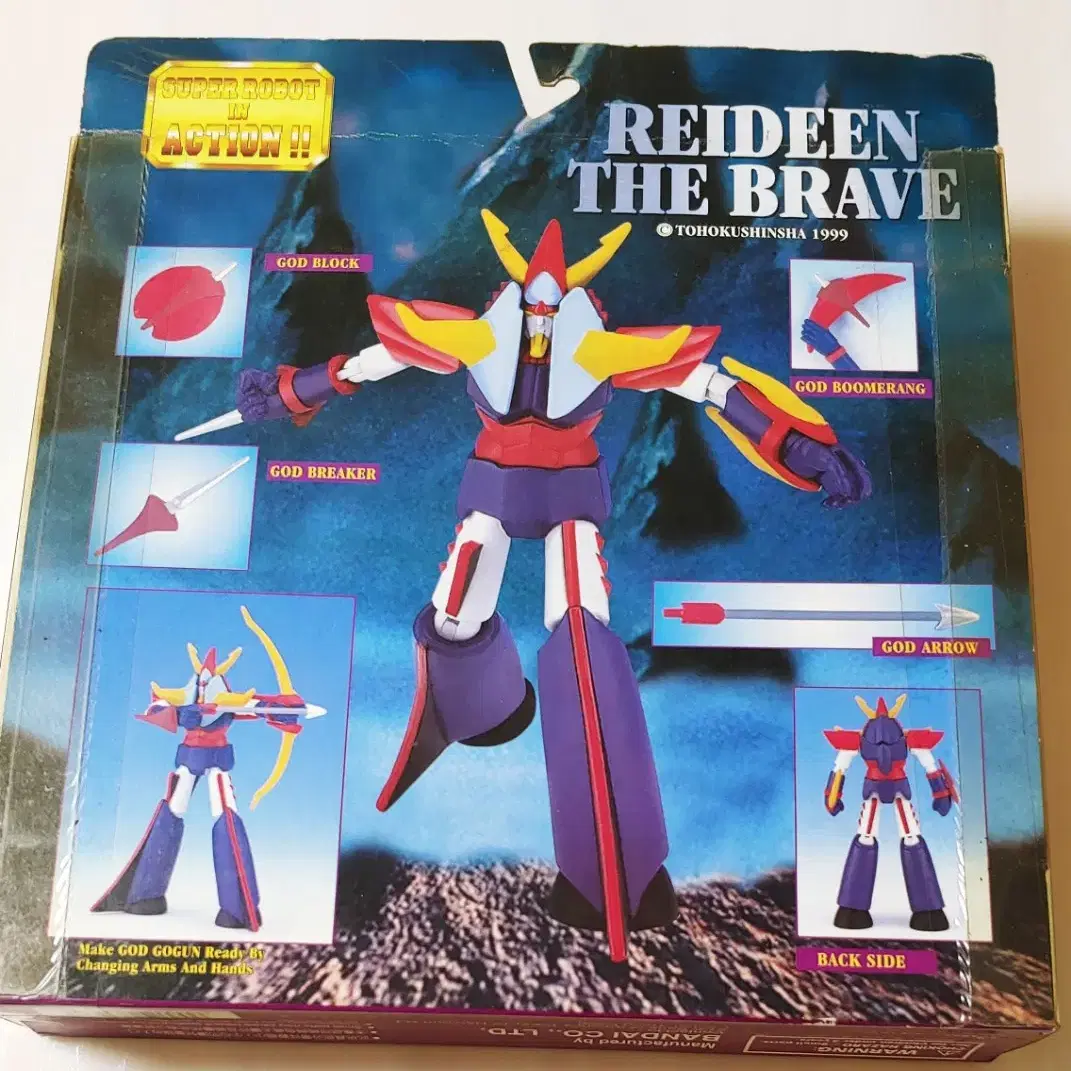 SUPER ROBOT
IN
ACTION !!
REIDEEN
THE BRAVE
© TOHOKUSHINSHA 1999
GOD BLOCK
GOD BOOMERANG
GOD BREAKER
GOD ARROW
Make GOD GOGUN Ready By
Changing Arms And Hands
BACK SIDE
Manufactured by
BANDAI CO., LTD.
WARNING: